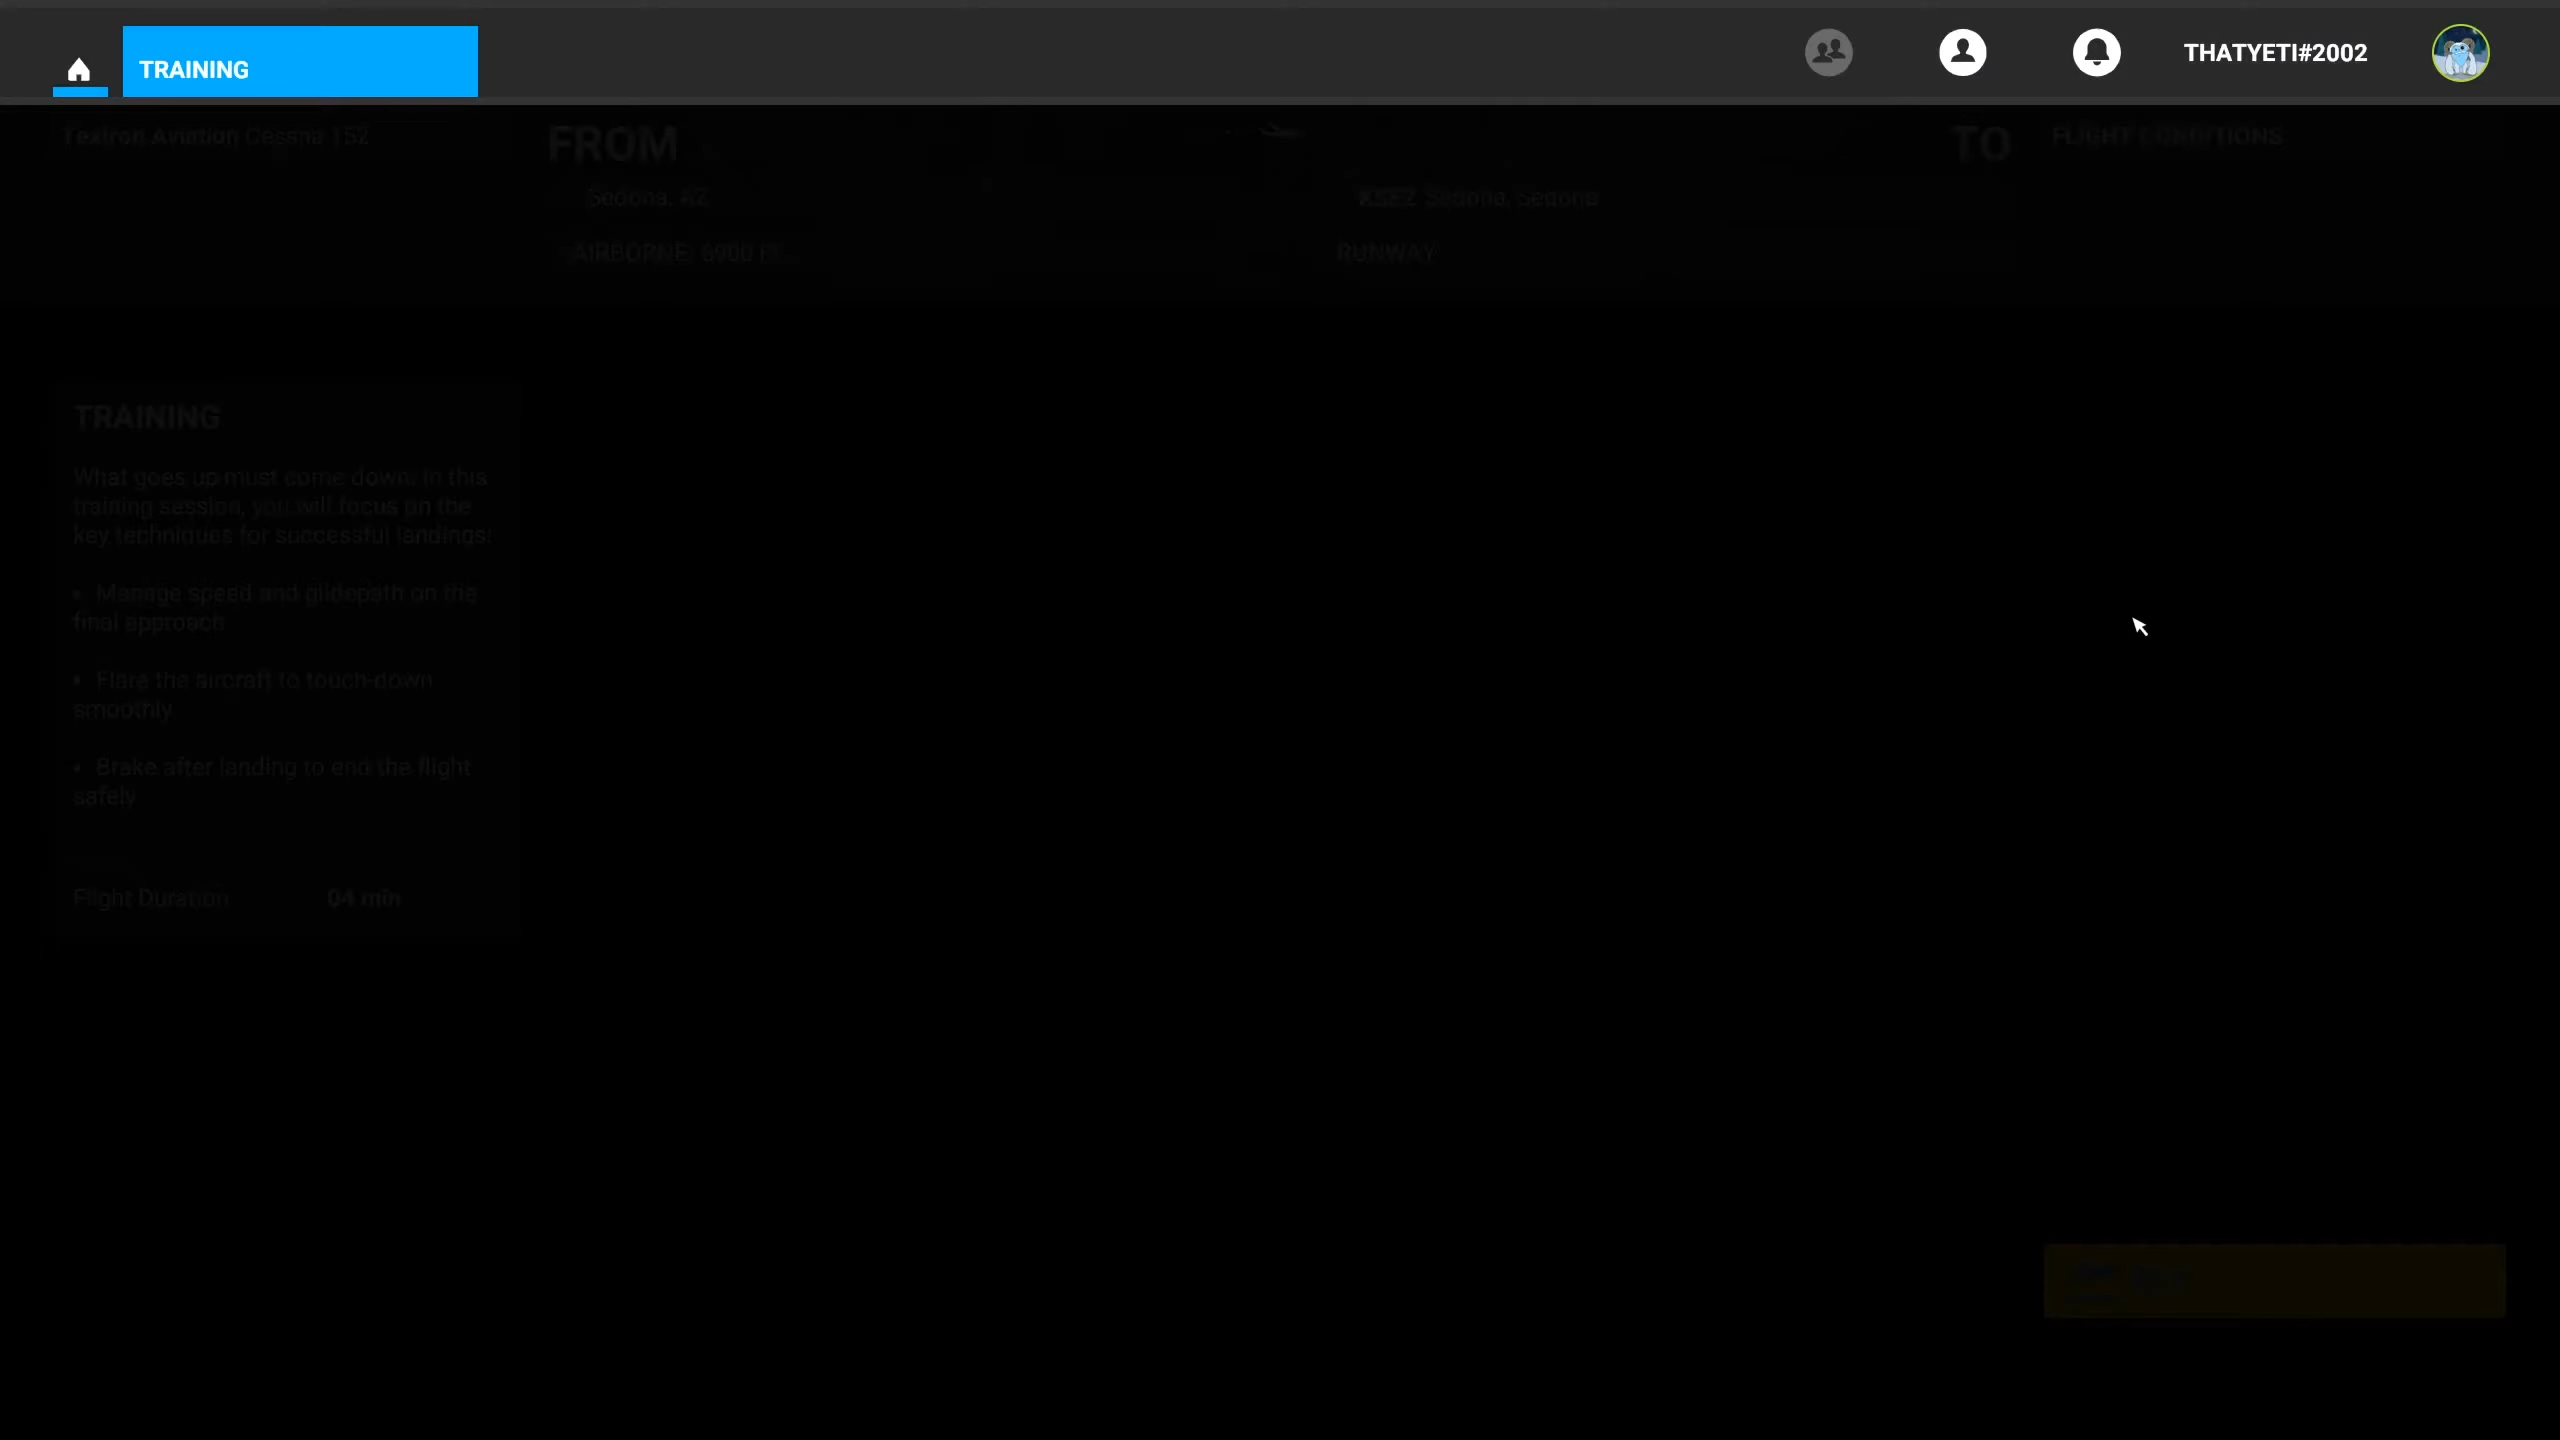 TRAINING
THATYETI#2002
Textron Aviation Cessna 152
FROM
TO
FLIGHT CONDITIONS
Sedona, AZ
KSEZ Sedona, Sedona
AIRBORNE: 6900 Ft
RUNWAY
TRAINING
What goes up must come down. In this
training session, you will focus on the
key techniques for successful landings:
• Manage speed and glidepath on the
final approach
• Flare the aircraft to touch-down
smoothly
• Brake after landing to end the flight
safely
Flight Duration 04 min